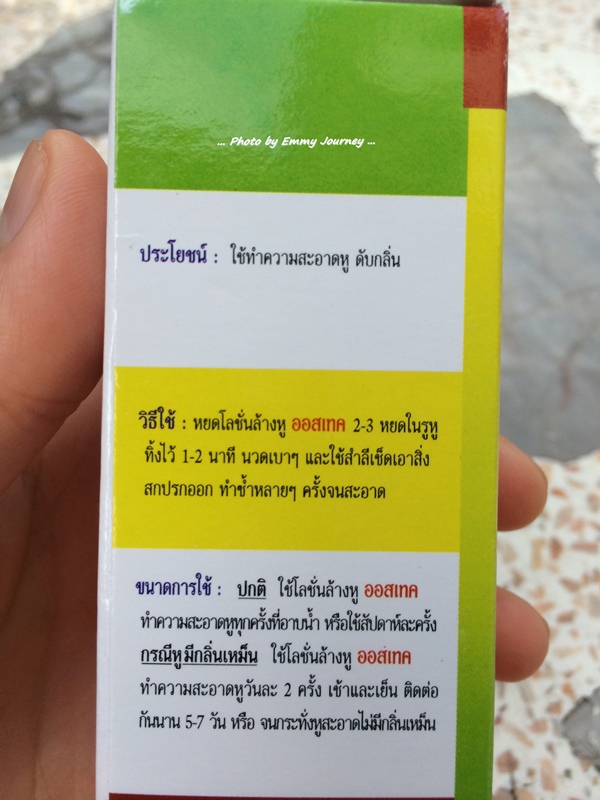 ... Photo by Emmy Journey ...
ประโยชน์ : ใช้ทำความสะอาดหู ดับกลิ่น
วิธีใช้ : หยดโลชั่นล้างหู ออสเทค 2-3 หยดในรูหู
ทิ้งไว้ 1-2 นาที นวดเบาๆ และใช้สำลีเช็ดเอาสิ่ง
สกปรกออก ทำซ้ำหลายๆ ครั้งจนสะอาด
ขนาดการใช้ : ปกติ ใช้โลชั่นล้างหู ออสเทค
ทำความสะอาดหูทุกครั้งที่อาบน้ำ หรือใช้สัปดาห์ละครั้ง
กรณีหูมีกลิ่นเหม็น ใช้โลชั่นล้างหู ออสเทค
ทำความสะอาดหูวันละ 2 ครั้ง เช้าและเย็น ติดต่อ
กันนาน 5-7 วัน หรือ จนกระทั่งหูสะอาดไม่มีกลิ่นเหม็น